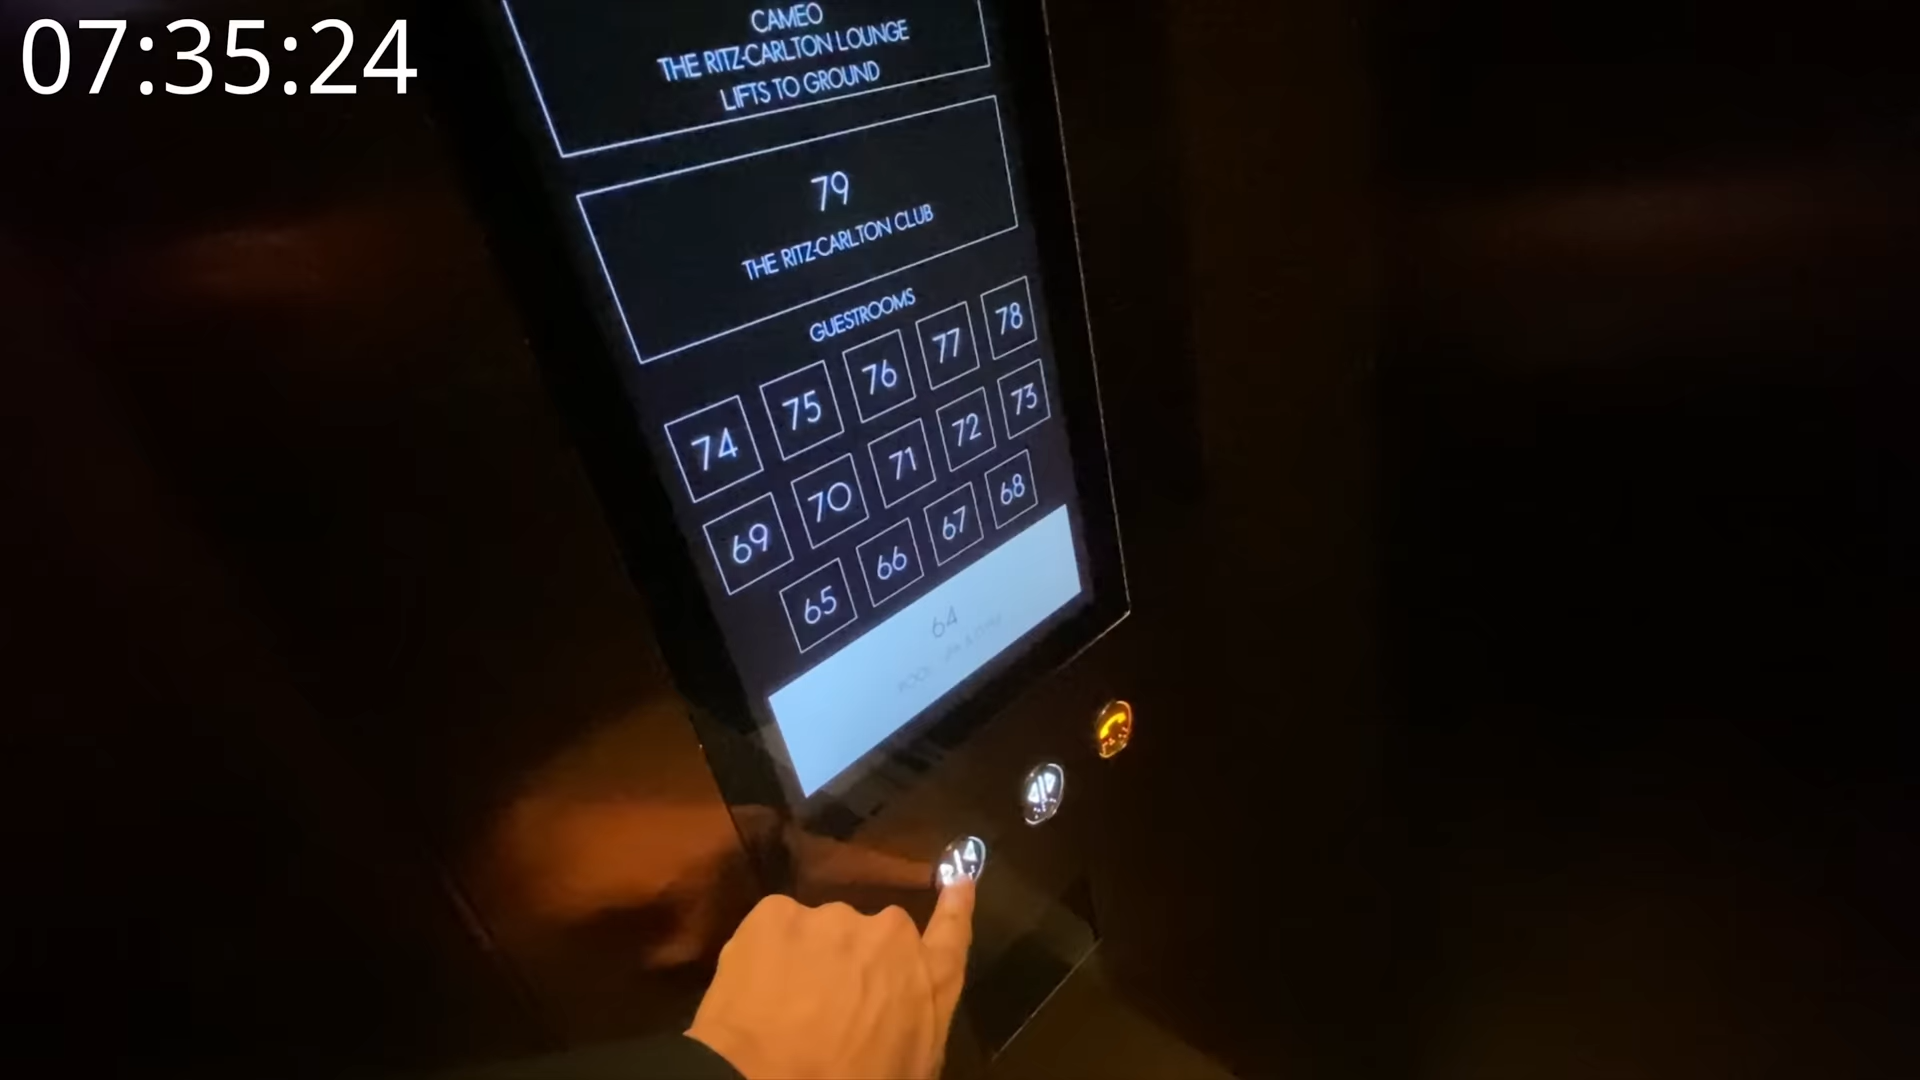 07:35:24
CAMEO
THE RITZ-CARLTON LOUNGE
LIFTS TO GROUND
79
THE RITZ-CARLTON CLUB
GUESTROOMS
74 75 76 77 78
69 70 71 72 73
65 66 67 68
64